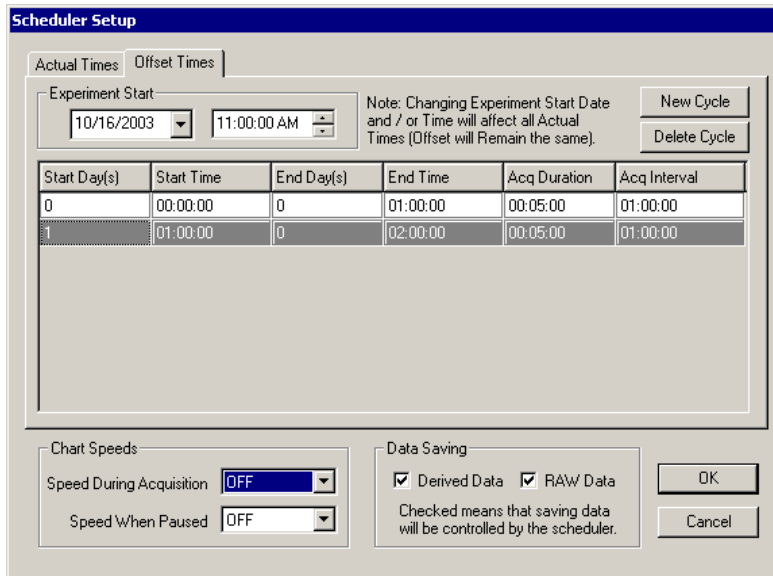 Scheduler Setup
Actual Times
Offset Times
Experiment Start
10/16/2003
11:00:00 AM
Note: Changing Experiment Start Date
and / or Time will affect all Actual
Times (Offset will Remain the same).
New Cycle
Delete Cycle
Start Day(s) Start Time End Day(s) End Time Acq Duration Acq Interval
0 00:00:00 0 01:00:00 00:05:00 01:00:00
1 01:00:00 0 02:00:00 00:05:00 01:00:00
Chart Speeds
Speed During Acquisition OFF
Speed When Paused OFF
Data Saving
Derived Data RAW Data
Checked means that saving data
will be controlled by the scheduler.
OK
Cancel